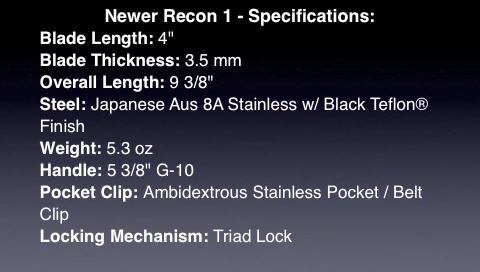 Newer Recon 1 - Specifications:
Blade Length: 4"
Blade Thickness: 3.5 mm
Overall Length: 9 3/8"
Steel: Japanese Aus 8A Stainless w/ Black Teflon®
Finish
Weight: 5.3 oz
Handle: 5 3/8" G-10
Pocket Clip: Ambidextrous Stainless Pocket / Belt
Clip
Locking Mechanism: Triad Lock